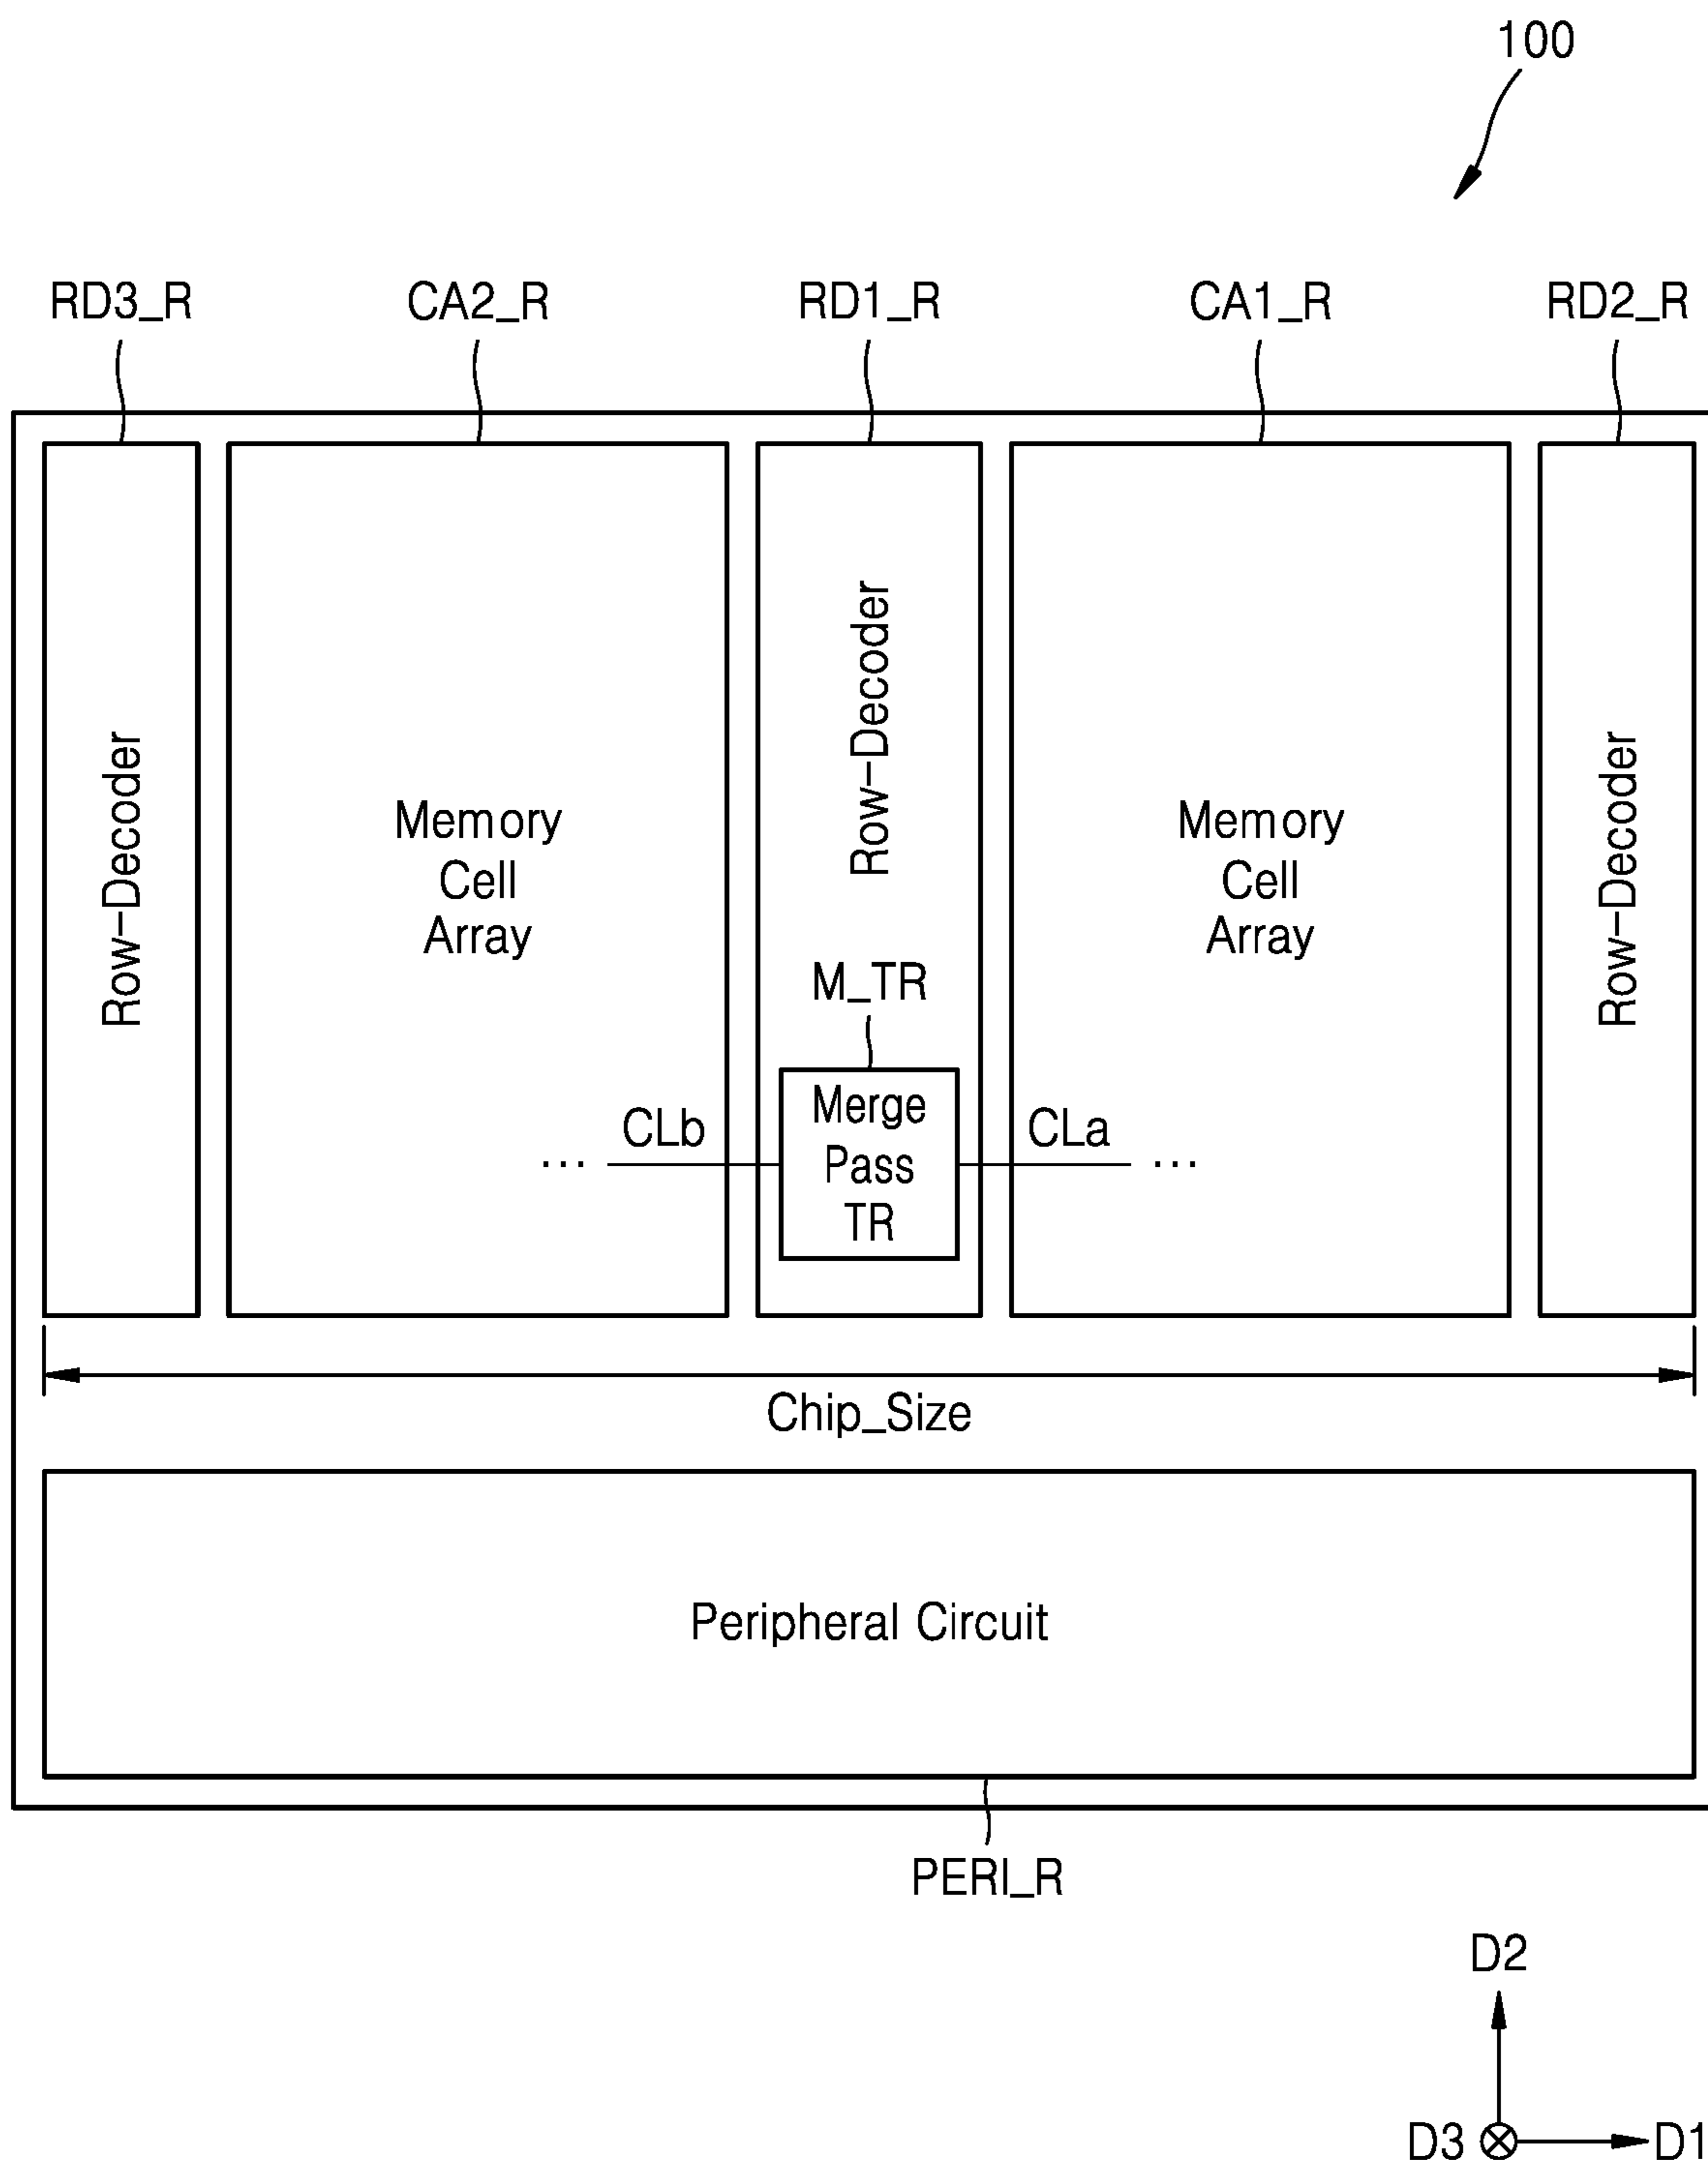 100
RD3_R
CA2_R
RD1_R
CA1_R
RD2_R
Row-Decoder
Memory
Cell
Array
Row-Decoder
Memory
Cell
Array
Row-Decoder
M_TR
Merge
Pass
TR
... CLb
CLa ...
Chip_Size
Peripheral Circuit
PERI_R
D2
D3
D1